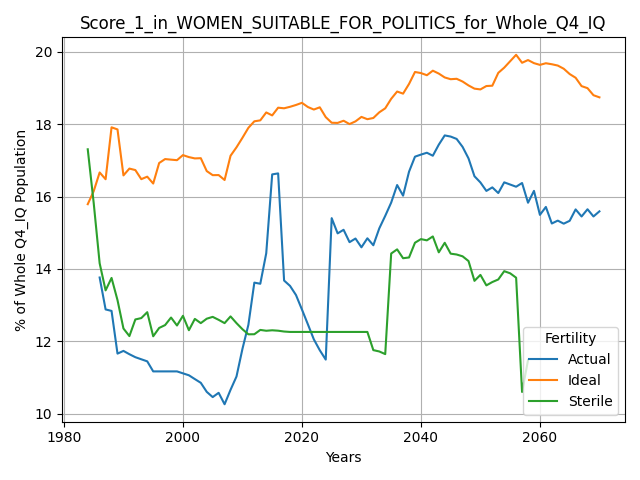 Score_1_in_WOMEN_SUITABLE_FOR_POLITICS_for_Whole_Q4_IQ
% of Whole Q4_IQ Population
20
18
16
14
12
10
1980
2000
2020
2040
2060
Years
Fertility
Actual
Ideal
Sterile